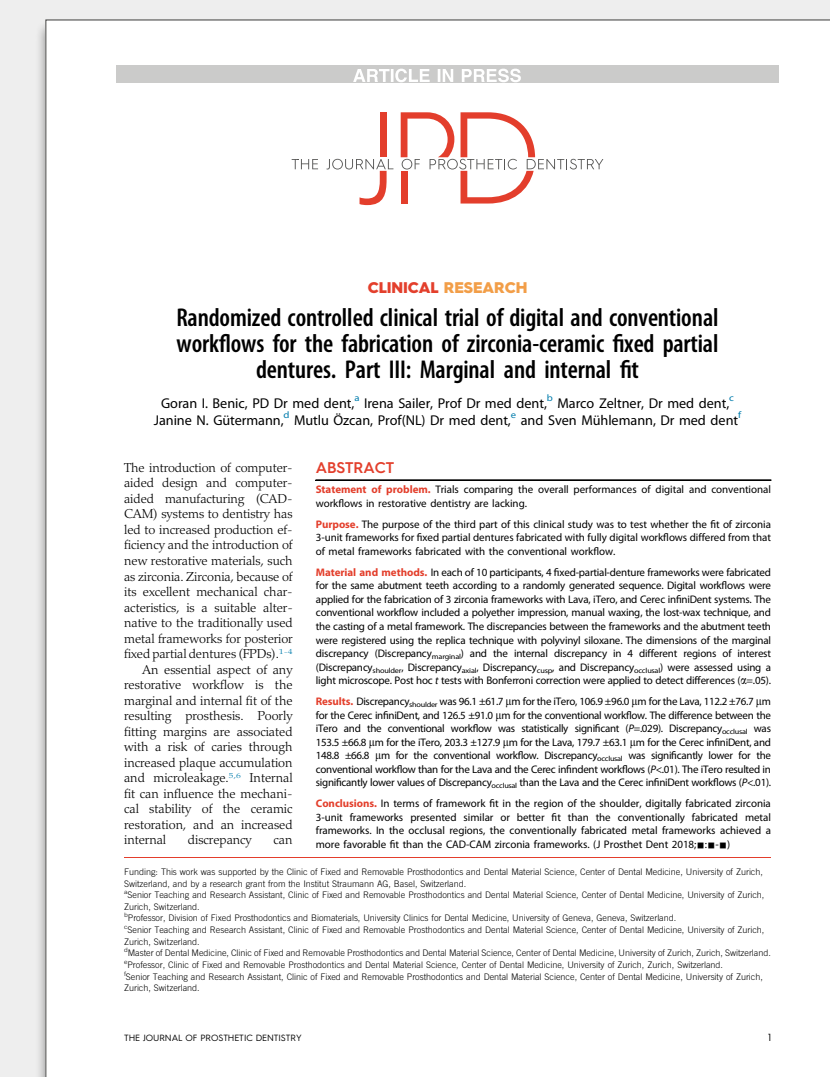 ARTICLE IN PRESS
JPD
THE JOURNAL OF PROSTHETIC DENTISTRY
CLINICAL RESEARCH
Randomized controlled clinical trial of digital and conventional
workflows for the fabrication of zirconia-ceramic fixed partial
dentures. Part III: Marginal and internal fit
Goran I. Benic, PD Dr med dent,a Irena Sailer, Prof Dr med dent,b Marco Zeltner, Dr med dent,c
Janine N. Gütermann,d Mutlu Özcan, Prof(NL) Dr med dent,e and Sven Mühlemann, Dr med dentf
The introduction of computer-
aided design and computer-
aided manufacturing (CAD-
CAM) systems to dentistry has
led to increased production ef-
ficiency and the introduction of
new restorative materials, such
as zirconia. Zirconia, because of
its excellent mechanical char-
acteristics, is a suitable alter-
native to the traditionally used
metal frameworks for posterior
fixed partial dentures (FPDs).1-4
An essential aspect of any
restorative workflow is the
marginal and internal fit of the
resulting prosthesis. Poorly
fitting margins are associated
with a risk of caries through
increased plaque accumulation
and microleakage.5,6 Internal
fit can influence the mechani-
cal stability of the ceramic
restoration, and an increased
internal discrepancy can
ABSTRACT
Statement of problem. Trials comparing the overall performances of digital and conventional
workflows in restorative dentistry are lacking.
Purpose. The purpose of the third part of this clinical study was to test whether the fit of zirconia
3-unit frameworks for fixed partial dentures fabricated with fully digital workflows differed from that
of metal frameworks fabricated with the conventional workflow.
Material and methods. In each of 10 participants, 4 fixed-partial-denture frameworks were fabricated
for the same abutment teeth according to a randomly generated sequence. Digital workflows were
applied for the fabrication of 3 zirconia frameworks with Lava, iTero, and Cerec infiniDent systems. The
conventional workflow included a polyether impression, manual waxing, the lost-wax technique, and
the casting of a metal framework. The discrepancies between the frameworks and the abutment teeth
were registered using the replica technique with polyvinyl siloxane. The dimensions of the marginal
discrepancy (Discrepancymarginal) and the internal discrepancy in 4 different regions of interest
(Discrepancyshoulder, Discrepancyaxial, Discrepancycusp, and Discrepancyocclusal) were assessed using a
light microscope. Post hoc t tests with Bonferroni correction were applied to detect differences (α=.05).
Results. Discrepancyshoulder was 96.1 ±61.7 μm for the iTero, 106.9 ±96.0 μm for the Lava, 112.2 ±76.7 μm
for the Cerec infiniDent, and 126.5 ±91.0 μm for the conventional workflow. The difference between the
iTero and the conventional workflow was statistically significant (P=.029). Discrepancyocclusal was
153.5 ±66.8 μm for the iTero, 203.3 ±127.9 μm for the Lava, 179.7 ±63.1 μm for the Cerec infiniDent, and
148.8 ±66.8 μm for the conventional workflow. Discrepancyocclusal was significantly lower for the
conventional workflow than for the Lava and the Cerec infindent workflows (P<.01). The iTero resulted in
significantly lower values of Discrepancyocclusal than the Lava and the Cerec infiniDent workflows (P<.01).
Conclusions. In terms of framework fit in the region of the shoulder, digitally fabricated zirconia
3-unit frameworks presented similar or better fit than the conventionally fabricated metal
frameworks. In the occlusal regions, the conventionally fabricated metal frameworks achieved a
more favorable fit than the CAD-CAM zirconia frameworks. (J Prosthet Dent 2018;■:■-■)
Funding: This work was supported by the Clinic of Fixed and Removable Prosthodontics and Dental Material Science, Center of Dental Medicine, University of Zurich,
Switzerland, and by a research grant from the Institut Straumann AG, Basel, Switzerland.
aSenior Teaching and Research Assistant, Clinic of Fixed and Removable Prosthodontics and Dental Material Science, Center of Dental Medicine, University of Zurich,
Zurich, Switzerland.
bProfessor, Division of Fixed Prosthodontics and Biomaterials, University Clinics for Dental Medicine, University of Geneva, Geneva, Switzerland.
cSenior Teaching and Research Assistant, Clinic of Fixed and Removable Prosthodontics and Dental Material Science, Center of Dental Medicine, University of Zurich,
Zurich, Switzerland.
dMaster of Dental Medicine, Clinic of Fixed and Removable Prosthodontics and Dental Material Science, Center of Dental Medicine, University of Zurich, Zurich, Switzerland.
eProfessor, Clinic of Fixed and Removable Prosthodontics and Dental Material Science, Center of Dental Medicine, University of Zurich, Zurich, Switzerland.
fSenior Teaching and Research Assistant, Clinic of Fixed and Removable Prosthodontics and Dental Material Science, Center of Dental Medicine, University of Zurich,
Zurich, Switzerland.
THE JOURNAL OF PROSTHETIC DENTISTRY 1